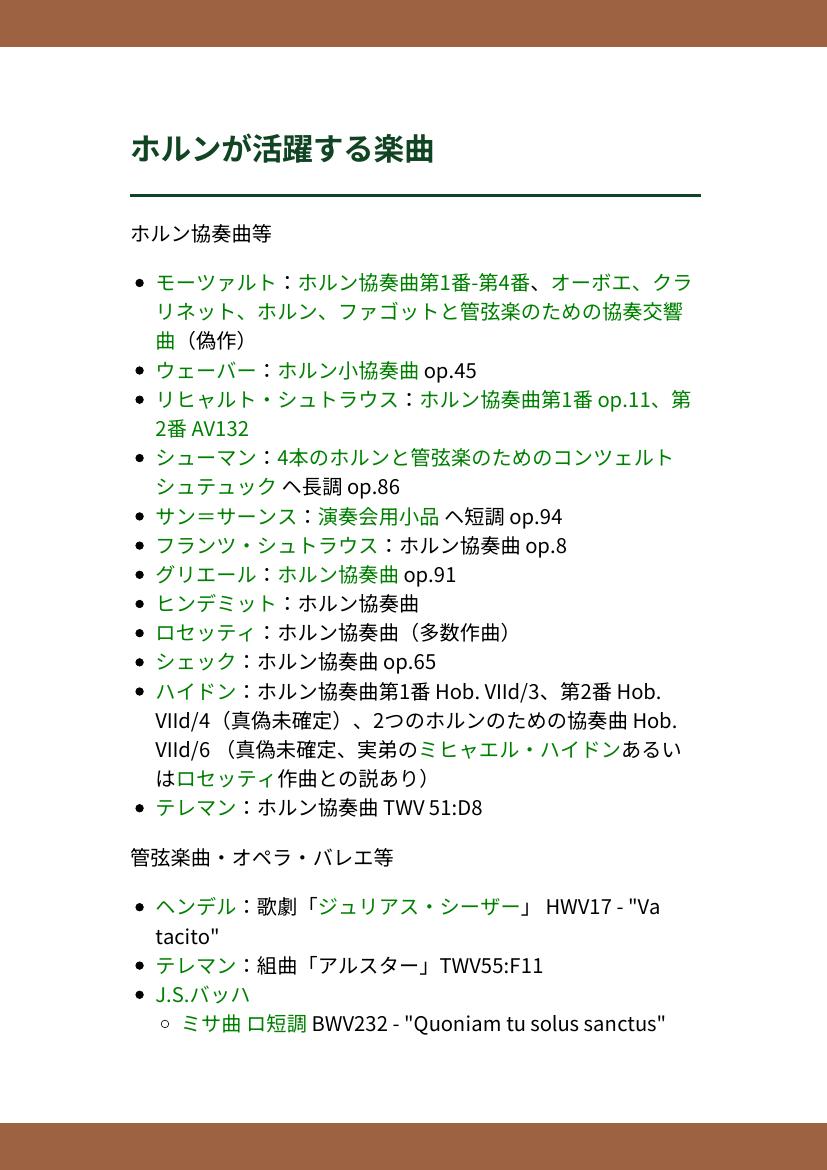 ホルンが活躍する楽曲
ホルン協奏曲等
• モーツァルト：ホルン協奏曲第1番-第4番、オーボエ、クラ
リネット、ホルン、ファゴットと管弦楽のための協奏交響
曲（偽作）
• ウェーバー：ホルン小協奏曲 op.45
• リヒャルト・シュトラウス：ホルン協奏曲第1番 op.11、第
2番 AV132
• シューマン：4本のホルンと管弦楽のためのコンツェルト
シュテュック ヘ長調 op.86
• サン＝サーンス：演奏会用小品 ヘ短調 op.94
• フランツ・シュトラウス：ホルン協奏曲 op.8
• グリエール：ホルン協奏曲 op.91
• ヒンデミット：ホルン協奏曲
• ロセッティ：ホルン協奏曲（多数作曲）
• シェック：ホルン協奏曲 op.65
• ハイドン：ホルン協奏曲第1番 Hob. VIId/3、第2番 Hob.
VIId/4（真偽未確定）、2つのホルンのための協奏曲 Hob.
VIId/6 （真偽未確定、実弟のミヒャエル・ハイドンあるい
はロセッティ作曲との説あり）
• テレマン：ホルン協奏曲 TWV 51:D8
管弦楽曲・オペラ・バレエ等
• ヘンデル：歌劇「ジュリアス・シーザー」 HWV17 - "Va
tacito"
• テレマン：組曲「アルスター」TWV55:F11
• J.S.バッハ
◦ ミサ曲 ロ短調 BWV232 - "Quoniam tu solus sanctus"